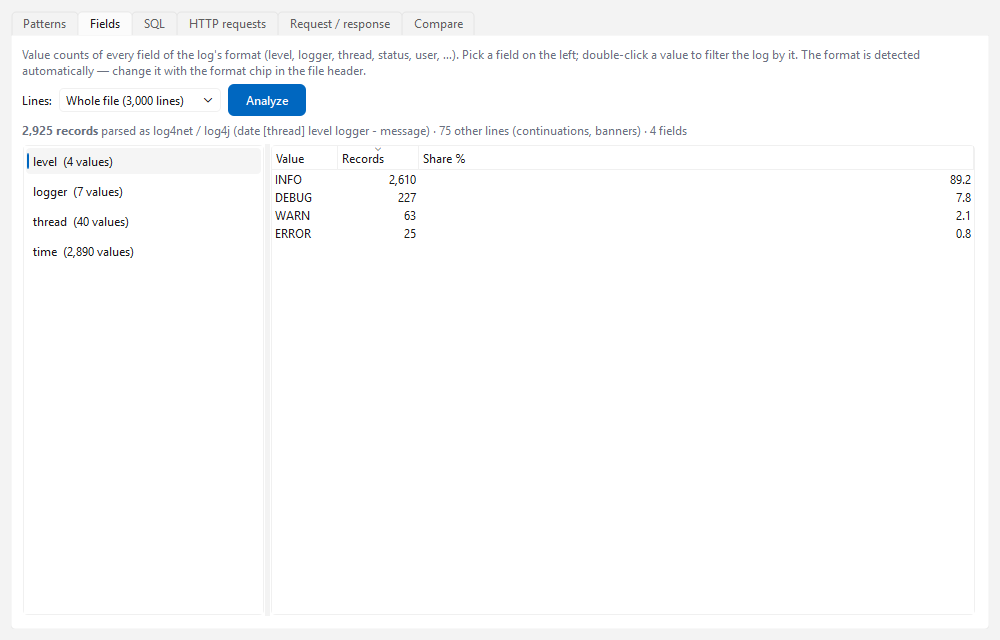 Patterns Fields SQL HTTP requests Request / response Compare
Value counts of every field of the log's format (level, logger, thread, status, user, ...). Pick a field on the left; double-click a value to filter the log by it. The format is detected
automatically — change it with the format chip in the file header.
Lines: Whole file (3,000 lines) Analyze
2,925 records parsed as log4net / log4j (date [thread] level logger - message) · 75 other lines (continuations, banners) · 4 fields
level (4 values)
logger (7 values)
thread (40 values)
time (2,890 values)
Value Records Share %
INFO 2,610 89.2
DEBUG 227 7.8
WARN 63 2.1
ERROR 25 0.8